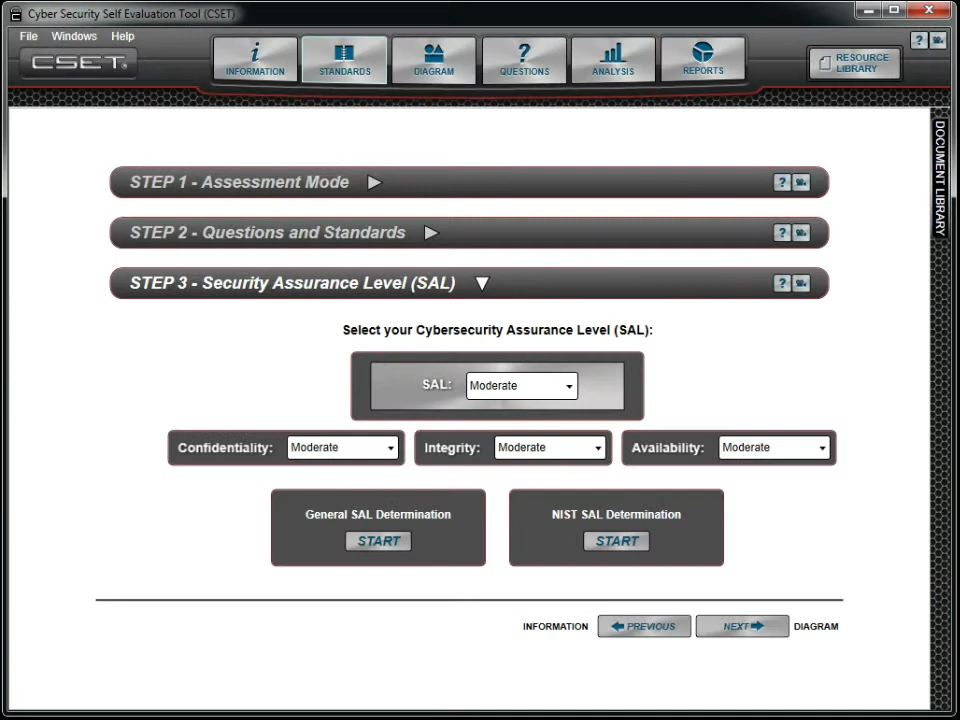 Cyber Security Self Evaluation Tool (CSET)
File Windows Help
CSET
INFORMATION
STANDARDS
DIAGRAM
?
QUESTIONS
ANALYSIS
REPORTS
RESOURCE
LIBRARY
?
DOCUMENT LIBRARY
STEP 1 - Assessment Mode
?
STEP 2 - Questions and Standards
?
STEP 3 - Security Assurance Level (SAL)
?
Select your Cybersecurity Assurance Level (SAL):
SAL: Moderate
Confidentiality: Moderate
Integrity: Moderate
Availability: Moderate
General SAL Determination
START
NIST SAL Determination
START
INFORMATION PREVIOUS NEXT DIAGRAM